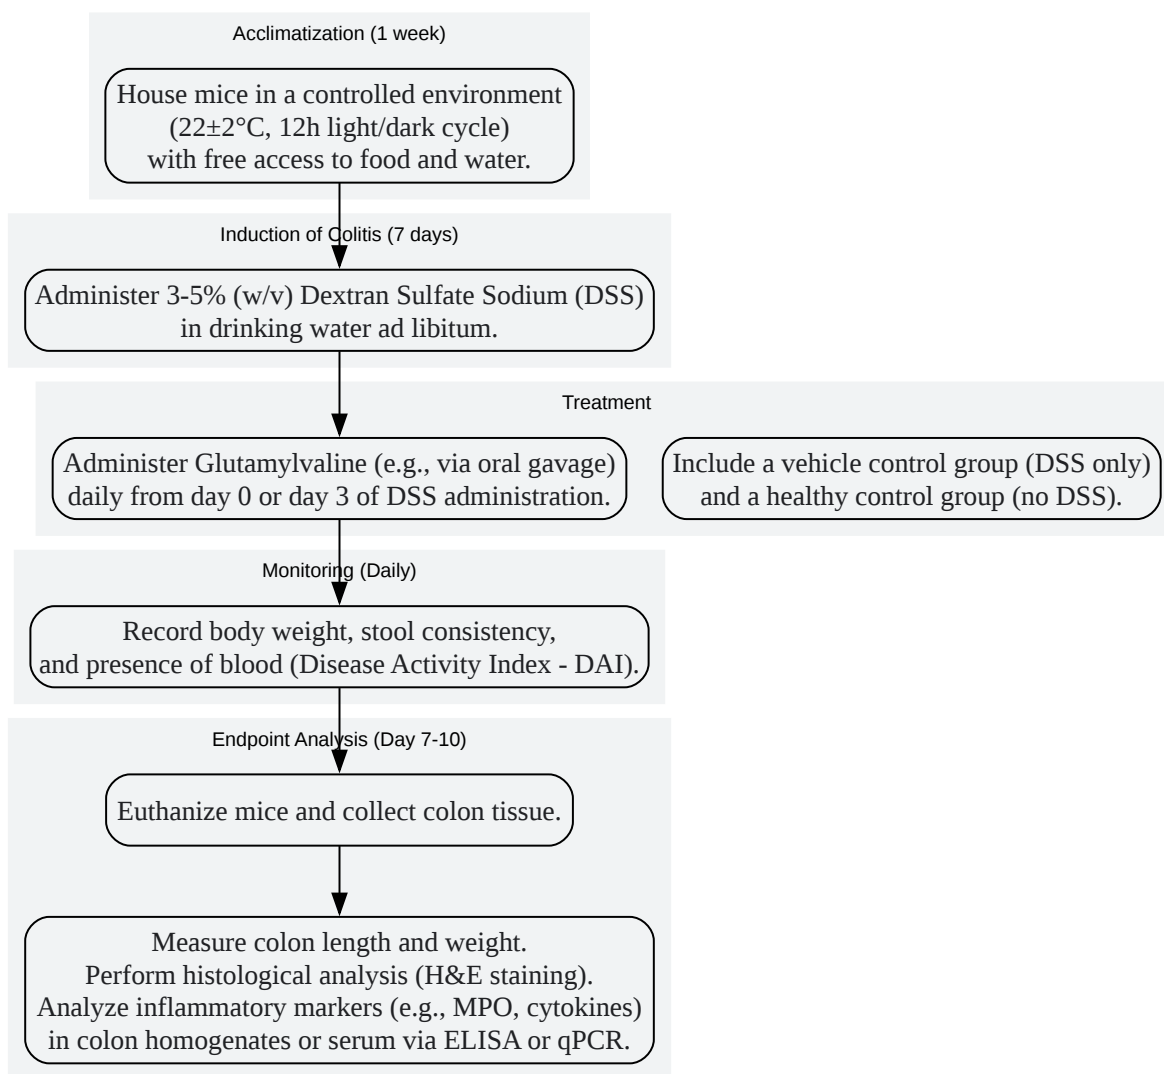 Acclimatization (1 week)
House mice in a controlled environment
(22±2°C, 12h light/dark cycle)
with free access to food and water.
Induction of Colitis (7 days)
Administer 3-5% (w/v) Dextran Sulfate Sodium (DSS)
in drinking water ad libitum.
Treatment
Administer Glutamylvaline (e.g., via oral gavage)
daily from day 0 or day 3 of DSS administration.
Include a vehicle control group (DSS only)
and a healthy control group (no DSS).
Monitoring (Daily)
Record body weight, stool consistency,
and presence of blood (Disease Activity Index - DAI).
Endpoint Analysis (Day 7-10)
Euthanize mice and collect colon tissue.
Measure colon length and weight.
Perform histological analysis (H&E staining).
Analyze inflammatory markers (e.g., MPO, cytokines)
in colon homogenates or serum via ELISA or qPCR.